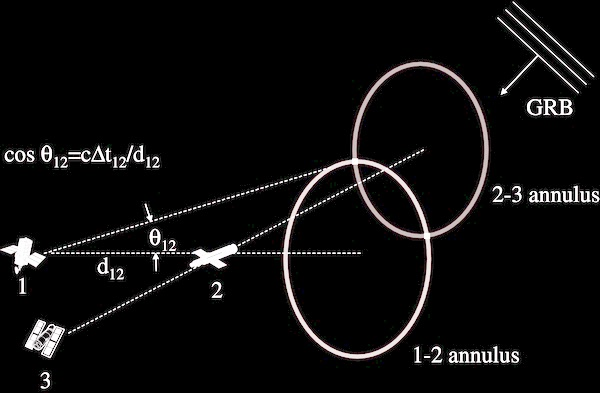 GRB
cos θ₁₂=cΔt₁₂/d₁₂
2-3 annulus
θ₁₂
d₁₂
1
2
1-2 annulus
3